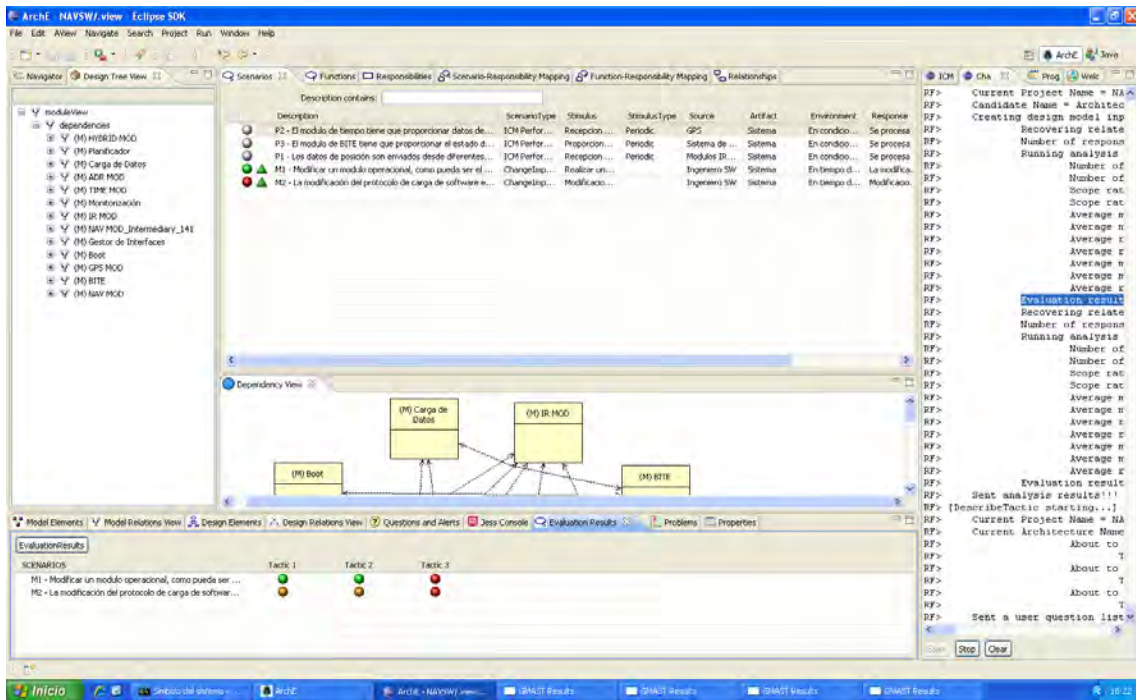 ArchE - NAVSW/.view - Eclipse SDK
File Edit AView Navigate Search Project Run Window Help
ArchE Java
Navigator Design Tree View
Scenarios Functions Responsibilities Scenario-Responsibility Mapping Function-Responsibility Mapping Relationships
ICM Cha Prog Welc
moduleView
dependencies
(M) HYBRID MOD
(M) Planificador
(M) Carga de Datos
(M) ADR MOD
(M) TIME MOD
(M) Monitorización
(M) IR MOD
(M) NAV MOD_Intermediary_141
(M) Gestor de Interfaces
(M) Boot
(M) GPS MOD
(M) BITE
(M) NAV MOD
Description contains:
Description ScenarioType Stimulus StimulusType Source Artifact Environment Response
P2 - El modulo de tiempo tiene que proporcionar datos de... ICM Perfor... Recepcion ... Periodic GPS Sistema En condicio... Se procesa
P3 - El modulo de BITE tiene que proporcionar el estado d... ICM Perfor... Proporcion... Periodic Sistema de ... Sistema En condicio... Se procesa
P1 - Los datos de posición son enviados desde diferentes... ICM Perfor... Recepcion ... Periodic Modulos IR... Sistema En condicio... Se procesa
M1 - Modificar un modulo operacional, como pueda ser el ... ChangeImp... Realizar un... Ingeniero SW Sistema En tiempo d... La modifica.
M2 - La modificación del protocolo de carga de software e... ChangeImp... Modificacio... Ingeniero SW Sistema En tiempo d... Modificacio.
Dependency View
(M) Carga de Datos
(M) IR MOD
(M) Boot
(M) BITE
RF> Current Project Name = NA
RF> Candidate Name = Architec
RF> Creating design model inp
RF> Recovering relate
RF> Number of respons
RF> Running analysis
RF> Number of
RF> Number of
RF> Scope rat
RF> Scope rat
RF> Average m
RF> Average r
RF> Average r
RF> Average m
RF> Average m
RF> Average r
RF> Evaluation result
RF> Recovering relate
RF> Number of respons
RF> Running analysis
RF> Number of
RF> Number of
RF> Scope rat
RF> Scope rat
RF> Average m
RF> Average m
RF> Average r
RF> Average r
RF> Average m
RF> Average m
RF> Average r
RF> Evaluation result
RF> Sent analysis results!!!
RF> [DescribeTactic starting...]
RF> Current Project Name = NA
RF> Current Architecture Name
RF> About to
RF> T
RF> About to
RF> T
RF> About to
RF> T
RF> Sent a user question list
Stop Clear
Model Elements Model Relations View Design Elements Design Relations View Questions and Alerts Jess Console Evaluation Results Problems Properties
EvaluationResults
SCENARIOS Tactic 1 Tactic 2 Tactic 3
M1 - Modificar un modulo operacional, como pueda ser ...
M2 - La modificación del protocolo de carga de softwar...
Inicio Símbolo del sistema - ... ArchE ArchE - NAVSW/.view... GMAST Results GMAST Results GMAST Results GMAST Results 18:22